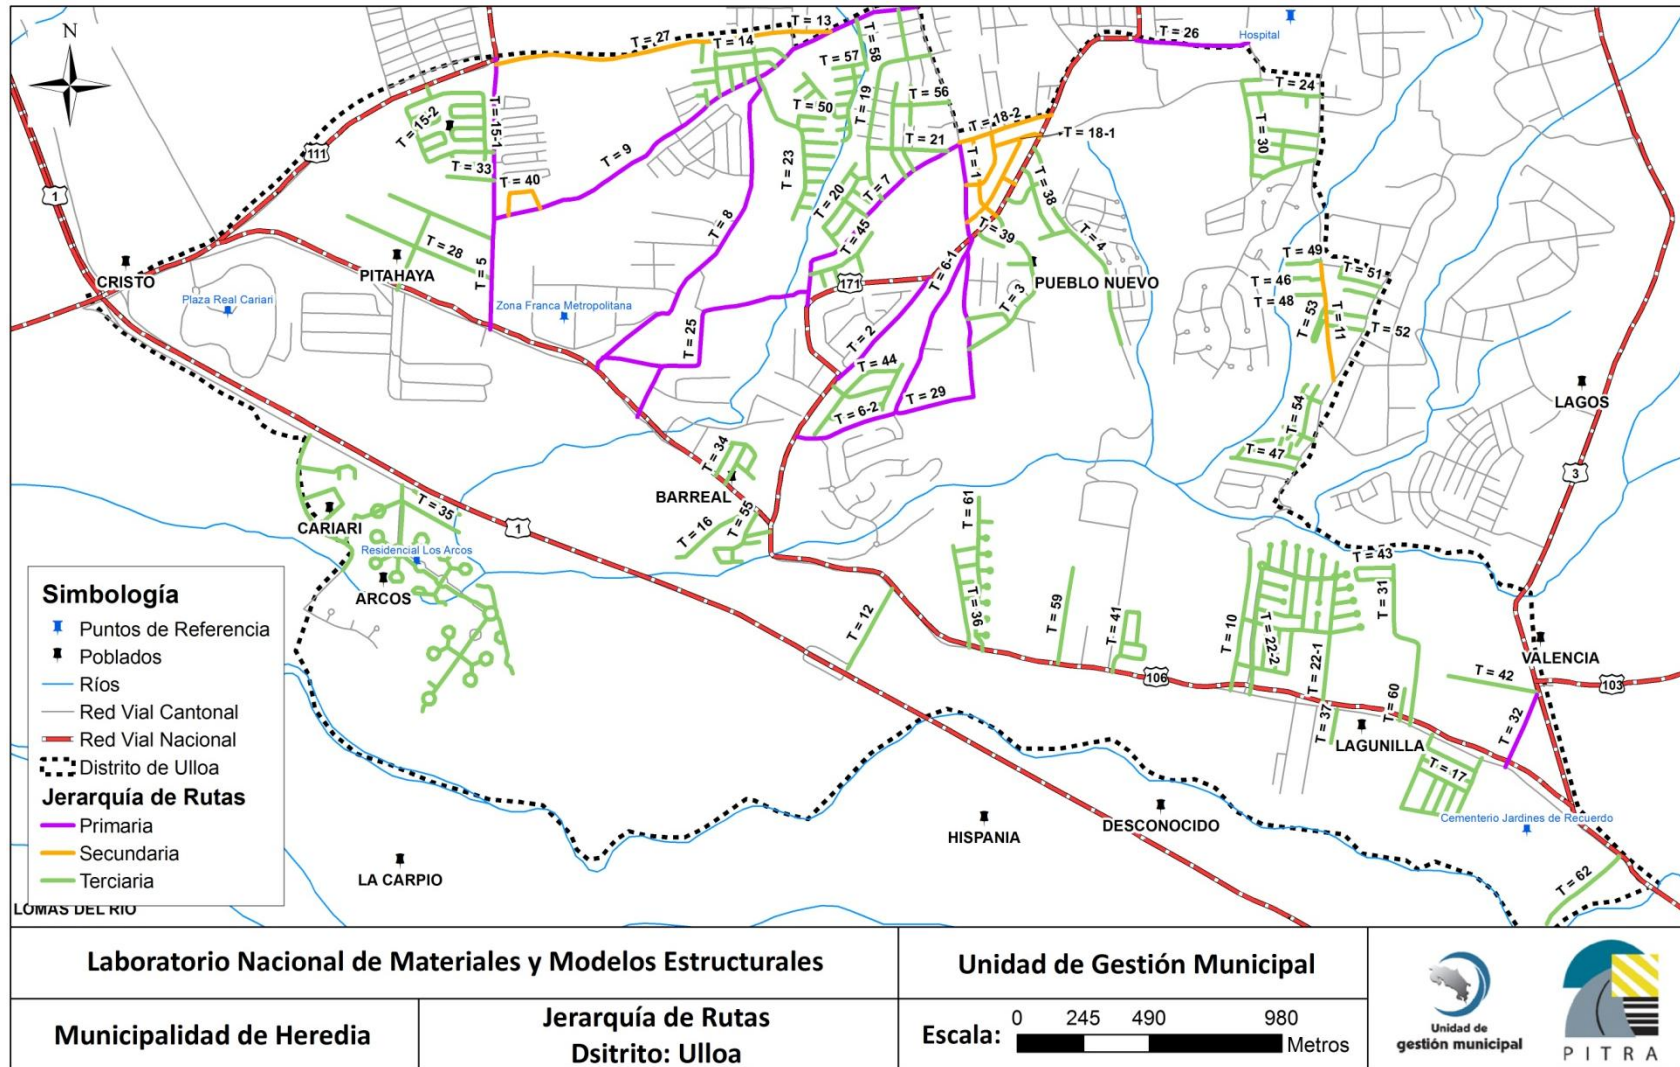 N
T = 27
T = 13
T = 14
T = 57
T = 58
T = 26
Hospital
T = 24
T = 15-2
T = 15-1
T = 50
T = 19
T = 56
T = 18-2
T = 18-1
111
T = 9
T = 23
T = 21
T = 30
T = 33
T = 40
T = 1
1
T = 20
T = 7
T = 38
T = 8
T = 45
T = 39
T = 4
T = 28
T = 5
T = 6-1
T = 49
T = 51
CRISTO
PITAHAYA
171
PUEBLO NUEVO
T = 46
T = 48
Plaza Real Cariari
Zona Franca Metropolitana
T = 3
T = 53
T = 11
T = 52
T = 25
T = 2
T = 44
T = 6-2
T = 29
T = 54
LAGOS
T = 34
T = 47
3
BARREAL
T = 35
T = 61
CARIARI
1
T = 16
T = 55
Residencial Los Arcos
T = 43
ARCOS
T = 12
T = 36
T = 59
T = 41
T = 10
T = 22-2
T = 22-1
T = 31
VALENCIA
106
T = 42
103
T = 60
T = 37
T = 32
LAGUNILLA
T = 17
Cementerio Jardines de Recuerdo
DESCONOCIDO
HISPANIA
LA CARPIO
T = 62
Simbología
Puntos de Referencia
Poblados
Ríos
Red Vial Cantonal
Red Vial Nacional
Distrito de Ulloa
Jerarquía de Rutas
Primaria
Secundaria
Terciaria
LOMAS DEL RIO
Laboratorio Nacional de Materiales y Modelos Estructurales
Unidad de Gestión Municipal
Municipalidad de Heredia
Jerarquía de Rutas
Dsitrito: Ulloa
Escala:
0 245 490 980
Metros
Unidad de
gestión municipal
PITRA